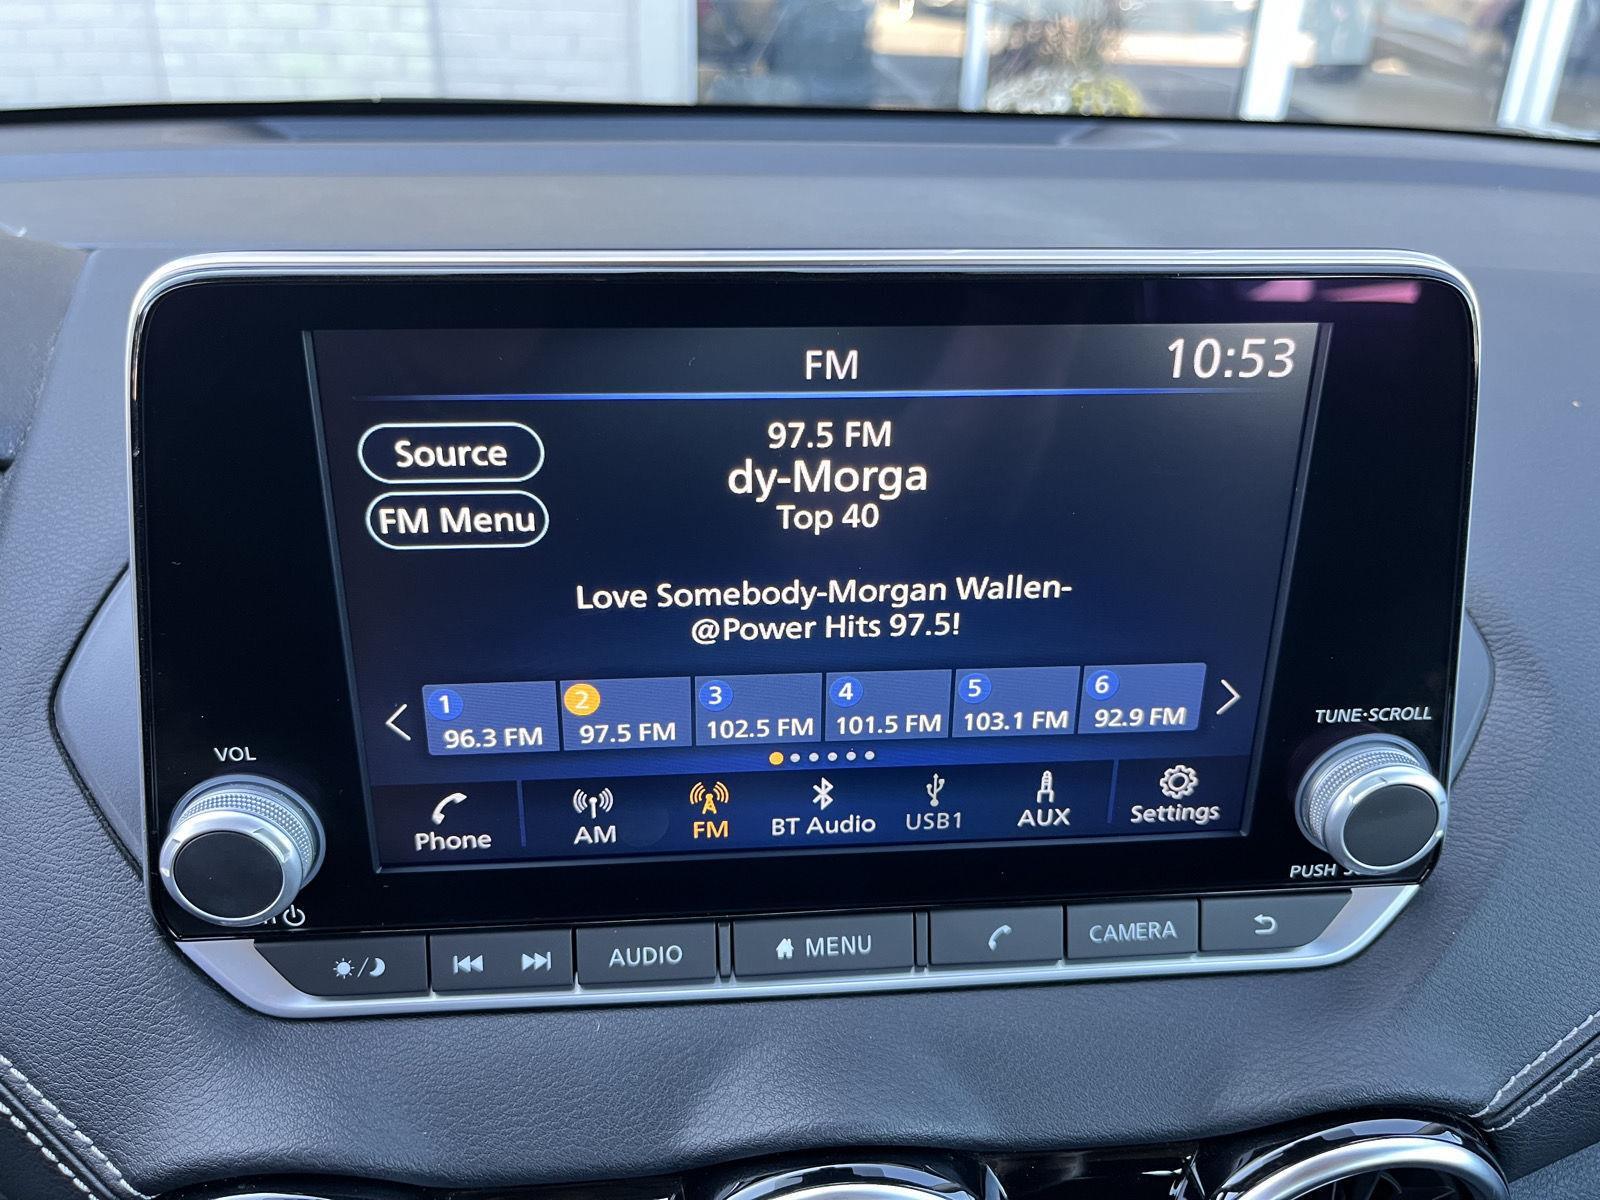 FM
10:53
Source
FM Menu
97.5 FM
dy-Morga
Top 40
Love Somebody-Morgan Wallen-
@Power Hits 97.5!
1
96.3 FM
2
97.5 FM
3
102.5 FM
4
101.5 FM
5
103.1 FM
6
92.9 FM
Phone
AM
FM
BT Audio
USB1
AUX
Settings
VOL
TUNE·SCROLL
PUSH
AUDIO
MENU
CAMERA